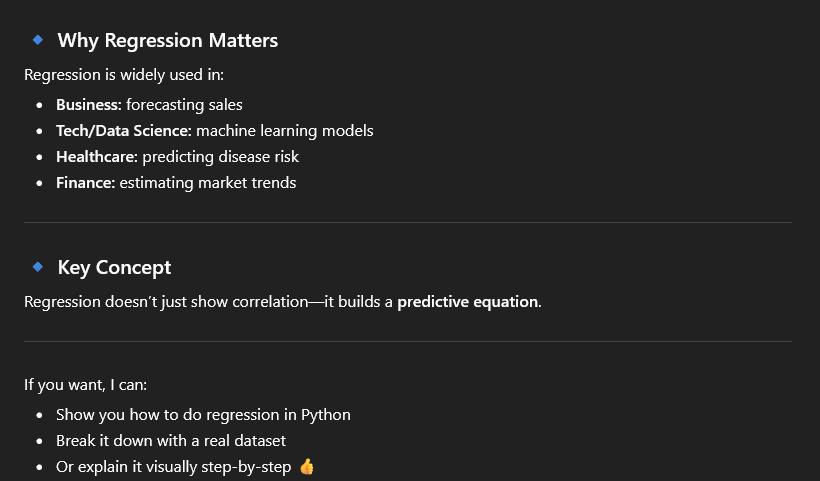 Why Regression Matters
Regression is widely used in:
• Business: forecasting sales
• Tech/Data Science: machine learning models
• Healthcare: predicting disease risk
• Finance: estimating market trends
Key Concept
Regression doesn’t just show correlation—it builds a predictive equation.
If you want, I can:
• Show you how to do regression in Python
• Break it down with a real dataset
• Or explain it visually step-by-step 👍